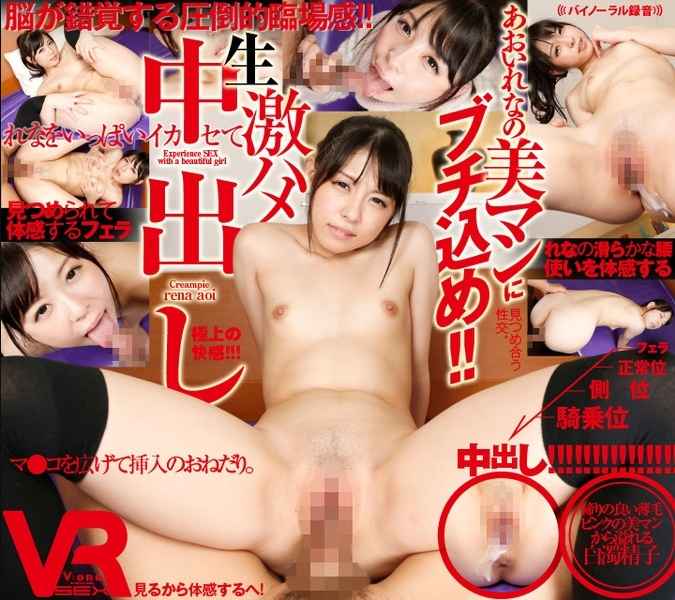 脳が錯覚する圧倒的臨場感!!
(((バイノーラル録音)))
あおいれなの
美マンに
ブチ込め!!
生激ハメ
中出し
れなをいっぱいイカせて
Experience SEX
with a beautiful girl
見つめられて
体感するフェラ
Creampie
rena aoi
極上の
快感!!!
見つめ合う
性交。
れなの滑らかな腰
使いを体感する
フェラ
正常位
側位
騎乗位
中出し!!!!!!!!!!!!
マ●コを広げて挿入のおねだり。
VR
SEX
見るから体感するへ!
の良い薄毛
ピンクの美マン
から溢れる
白濁精子